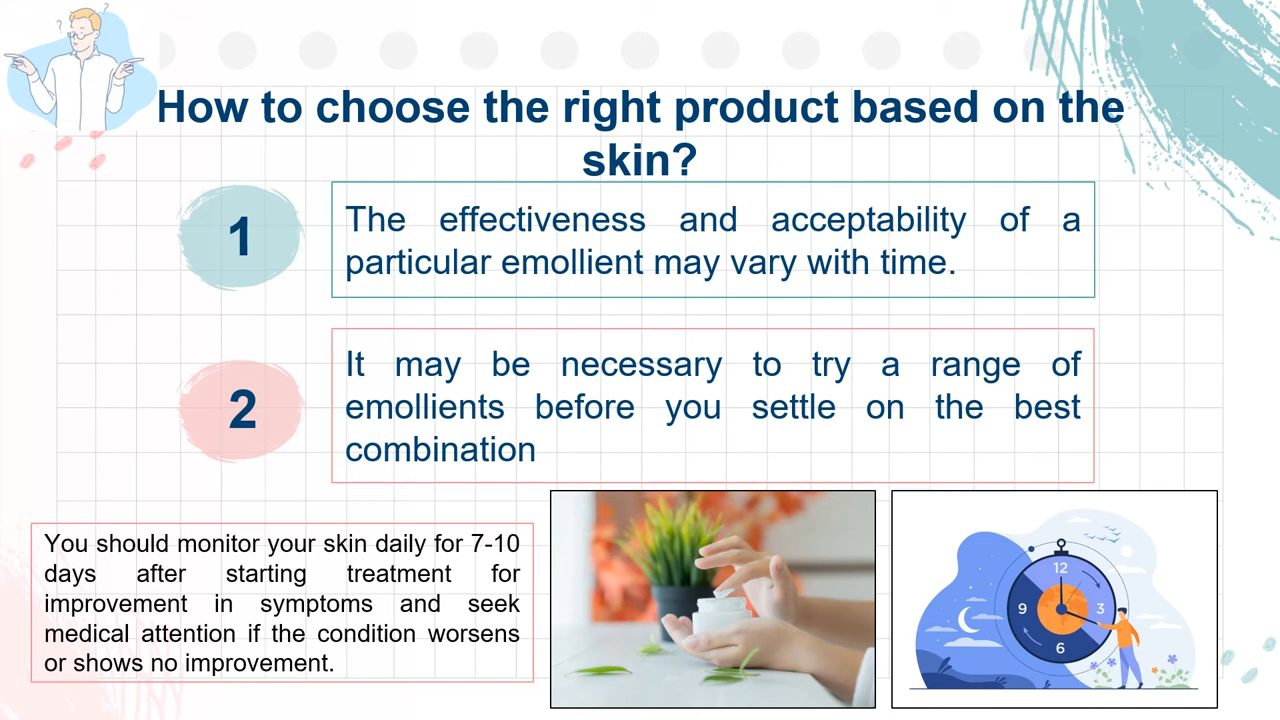 How to choose the right product based on the
skin?
1
The effectiveness and acceptability of a
particular emollient may vary with time.
2
It may be necessary to try a range of
emollients before you settle on the best
combination
You should monitor your skin daily for 7-10
days after starting treatment for
improvement in symptoms and seek
medical attention if the condition worsens
or shows no improvement.
12
9 3
6